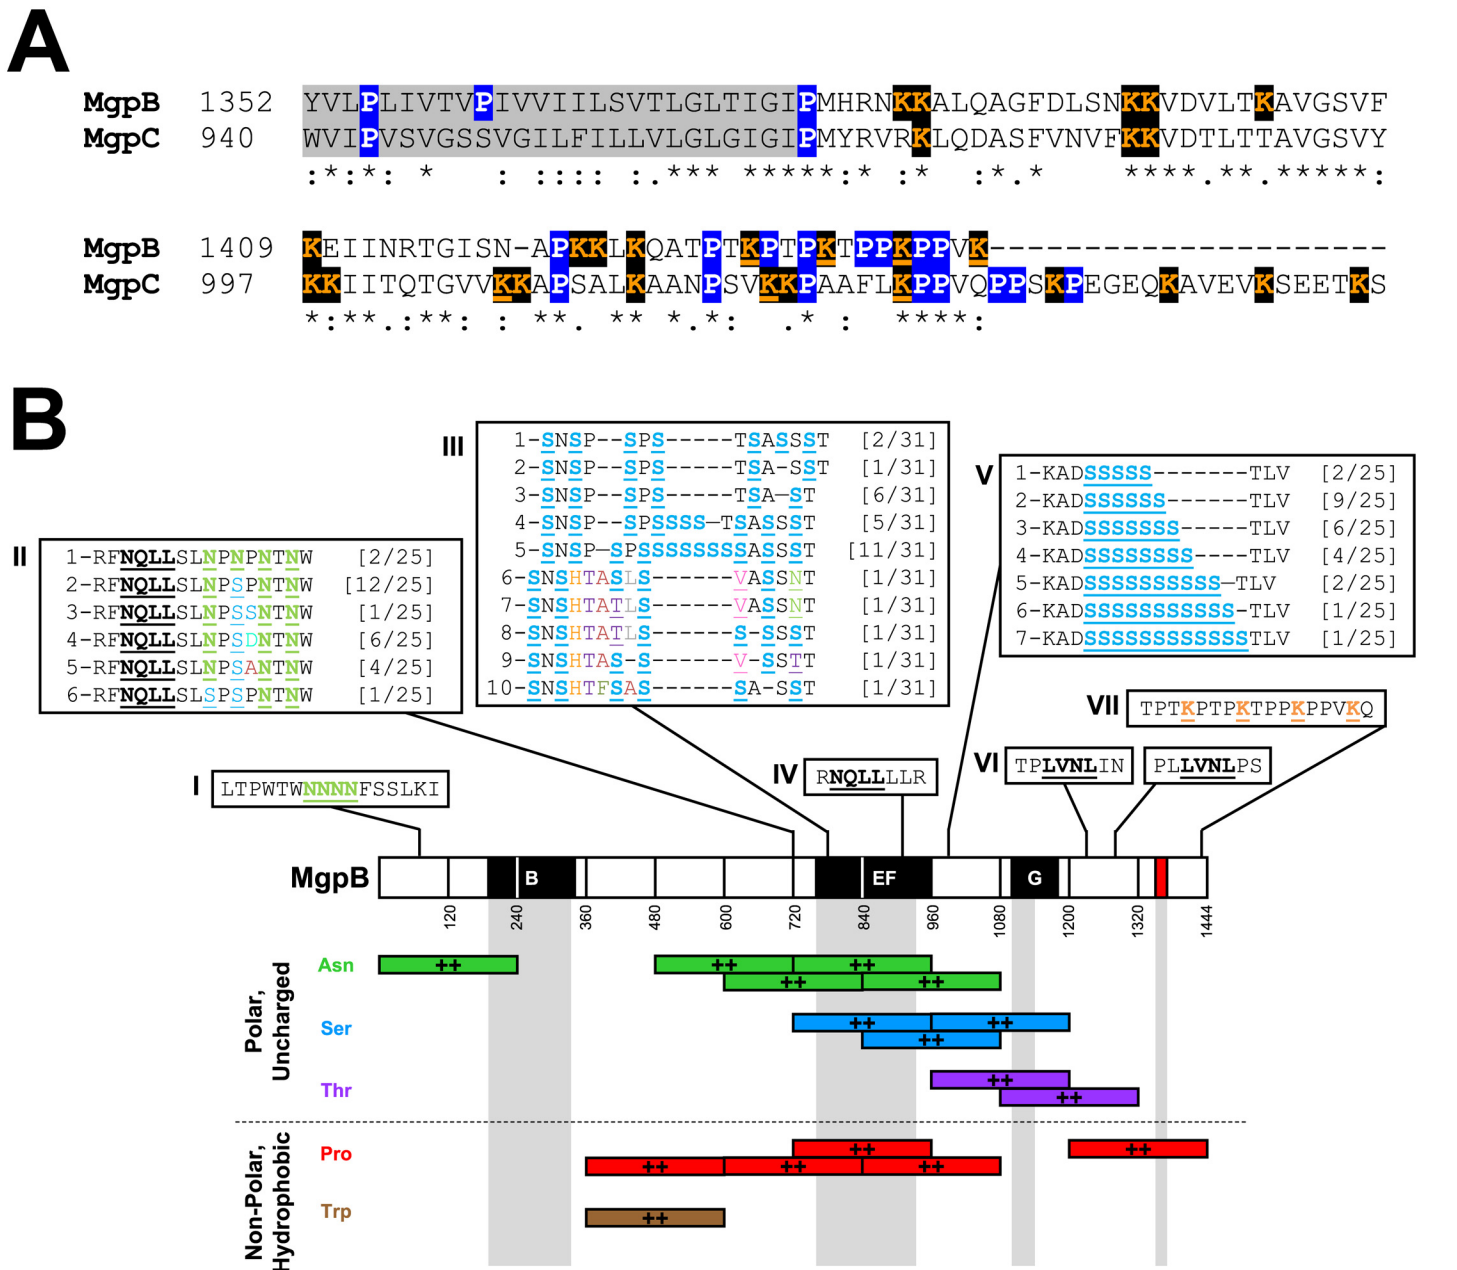 A
MgpB 1352 YVLPLIVTVPIVVIILSVTLGLTIGIPMHRNKKALQAGFDLSNKKVDVLTKAVGSVF
MgpC 940 WVIPVSVGSSVGILFILLVLGLGIGIPMYRVRKLQDASFVNVFKKVDTLTTAVGSVY
:*:*: * : :::: :.*** *****:* :* :*.* ****.**.*****:
MgpB 1409 KEIINRTGISN-APKKLKQATPTKPTPKTPPKPPVK---------------------
MgpC 997 KKIITQTGVVKKAPSALKAANPSVKKPAAFLKPPVQPPSKPEGEQKAVEVKSEETKS
*:**.:**: : **. ** *.*: . : ****:
B
II
1-RFNQLLSLNPNPNTNW [2/25]
2-RFNQLLSLNPSPNTNW [12/25]
3-RFNQLLSLNPSSNTNW [1/25]
4-RFNQLLSLNPSDNTNW [6/25]
5-RFNQLLSLNPSANTNW [4/25]
6-RFNQLLSLSPSPNTNW [1/25]
III
1-SNSP--SPS-----TSASSST [2/31]
2-SNSP--SPS-----TSA-SST [1/31]
3-SNSP--SPS-----TSA-ST [6/31]
4-SNSP--SPSSSS-TSASSST [5/31]
5-SNSP-SPSSSSSSSSASSST [11/31]
6-SNSHTASLS------VASSNT [1/31]
7-SNSHTATLS------VASSNT [1/31]
8-SNSHTATLS------S-SSST [1/31]
9-SNSHTAS-S------V-SSTT [1/31]
10-SNSHTFSAS------SA-SST [1/31]
V
1-KADSSSSS-------TLV [2/25]
2-KADSSSSSS------TLV [9/25]
3-KADSSSSSSS-----TLV [6/25]
4-KADSSSSSSSS----TLV [4/25]
5-KADSSSSSSSSSS-TLV [2/25]
6-KADSSSSSSSSSSS-TLV [1/25]
7-KADSSSSSSSSSSSSTLV [1/25]
VII TPTKPTPKTPPKPPVKQ
I LTPWTWNNNNFSSLKI
IV RNQLLLLR
VI TPLVNLIN PLLVNLPS
MgpB B EF G
120 240 360 480 600 720 840 960 1080 1200 1320 1444
Polar, Uncharged
Asn ++ ++ ++
++ ++
Ser ++ ++
++
Thr ++
++
Non-Polar, Hydrophobic
Pro ++ ++
++ ++ ++
Trp ++